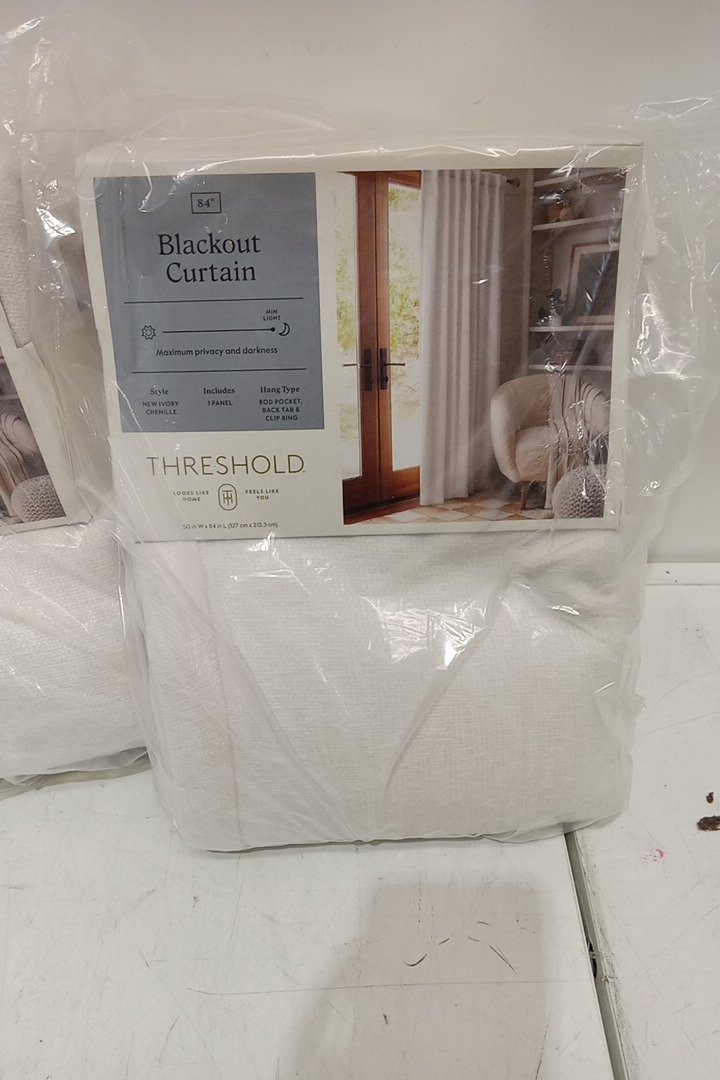 84"
Blackout
Curtain
MIN
LIGHT
Maximum privacy and darkness
Style
NEW IVORY
CHENILLE
Includes
1 PANEL
Hang Type
ROD POCKET,
BACK TAB &
CLIP RING
THRESHOLD
LOOKS LIKE
HOME
TH
FEELS LIKE
YOU
50 in W x 84 in L (127 cm x 213.3 cm)